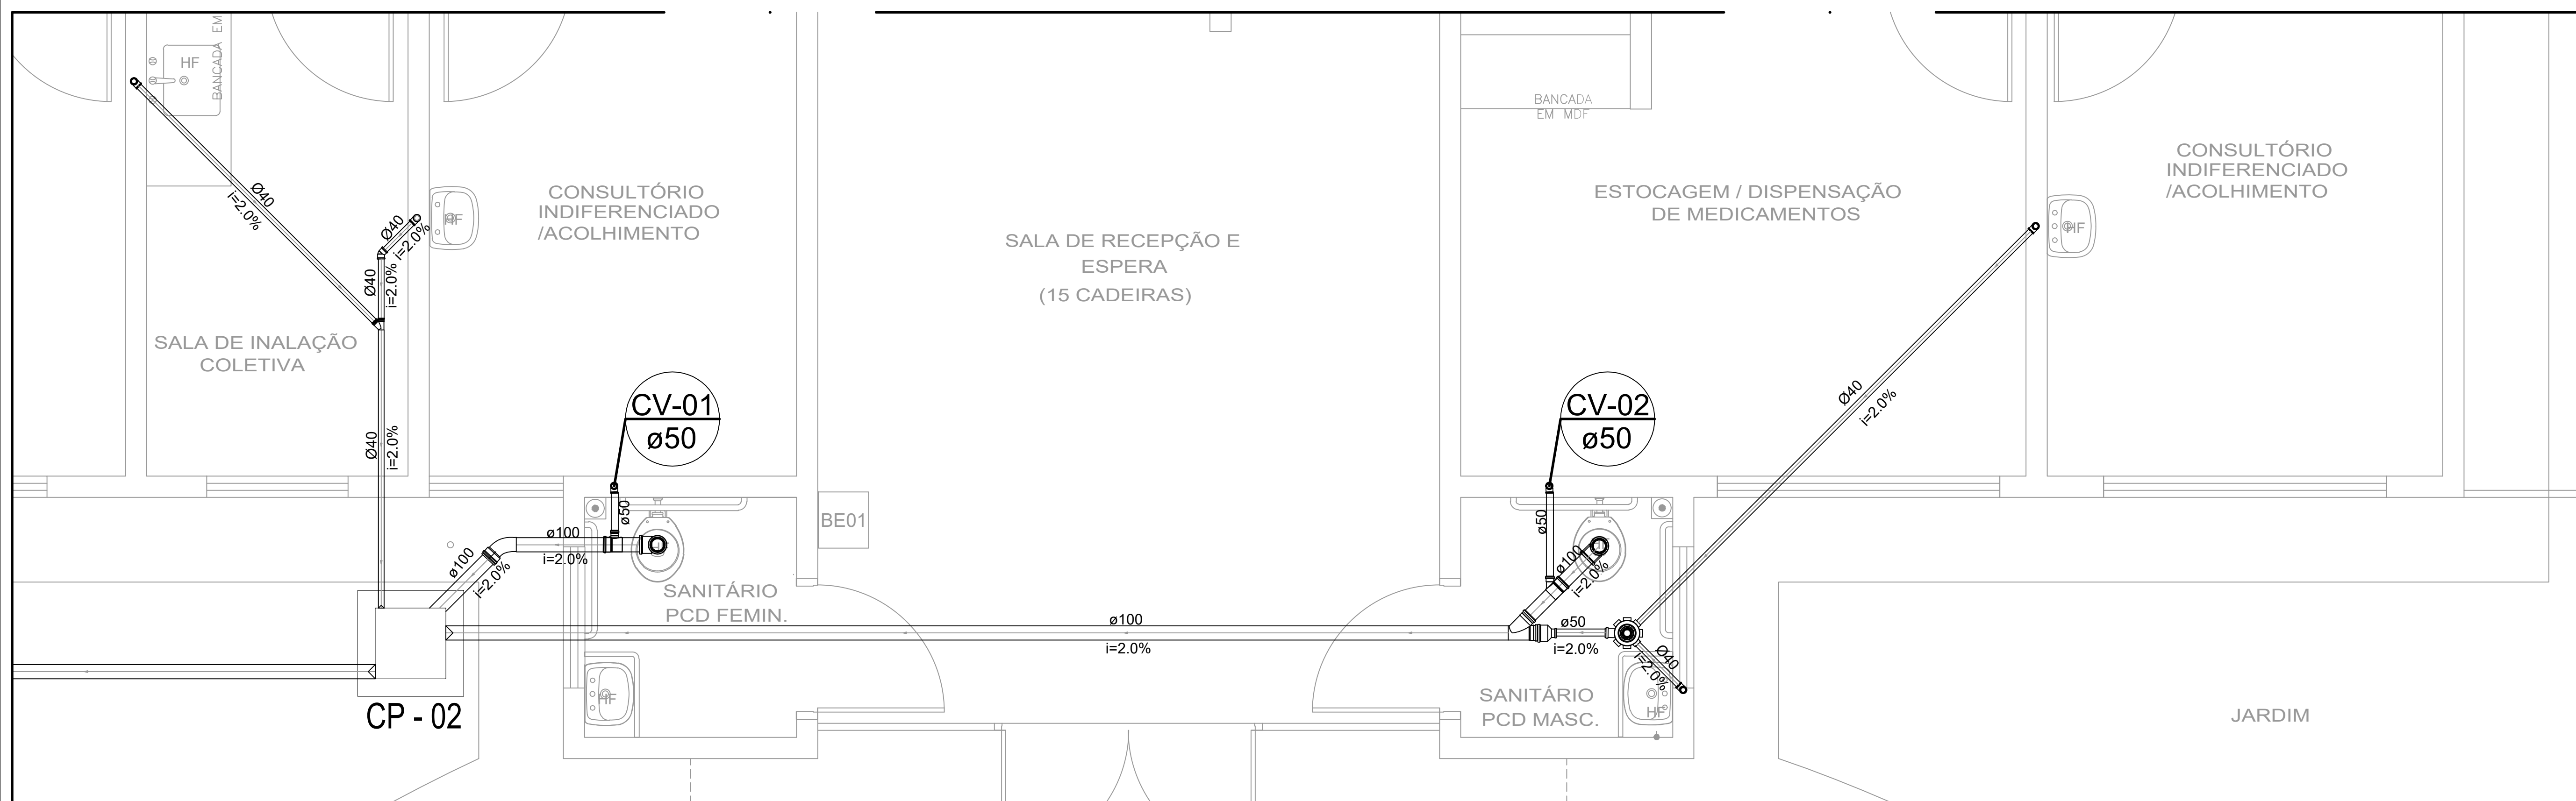 HF
BANCADA EM
Ø40
i=2.0%
Ø40
i=2.0%
HF
Ø40
i=2.0%
Ø40
i=2.0%
SALA DE INALAÇÃO
COLETIVA
CONSULTÓRIO
INDIFERENCIADO
/ACOLHIMENTO
SALA DE RECEPÇÃO E
ESPERA
(15 CADEIRAS)
BANCADA
EM MDF
ESTOCAGEM / DISPENSAÇÃO
DE MEDICAMENTOS
CONSULTÓRIO
INDIFERENCIADO
/ACOLHIMENTO
HF
Ø40
i=2.0%
CV-01
ø50
CV-02
ø50
ø50
ø100
i=2.0%
ø100
i=2.0%
BE01
SANITÁRIO
PCD FEMIN.
HF
ø100
i=2.0%
ø50
ø100
i=2.0%
ø50
i=2.0%
Ø40
i=2.0%
SANITÁRIO
PCD MASC.
HF
CP - 02
JARDIM